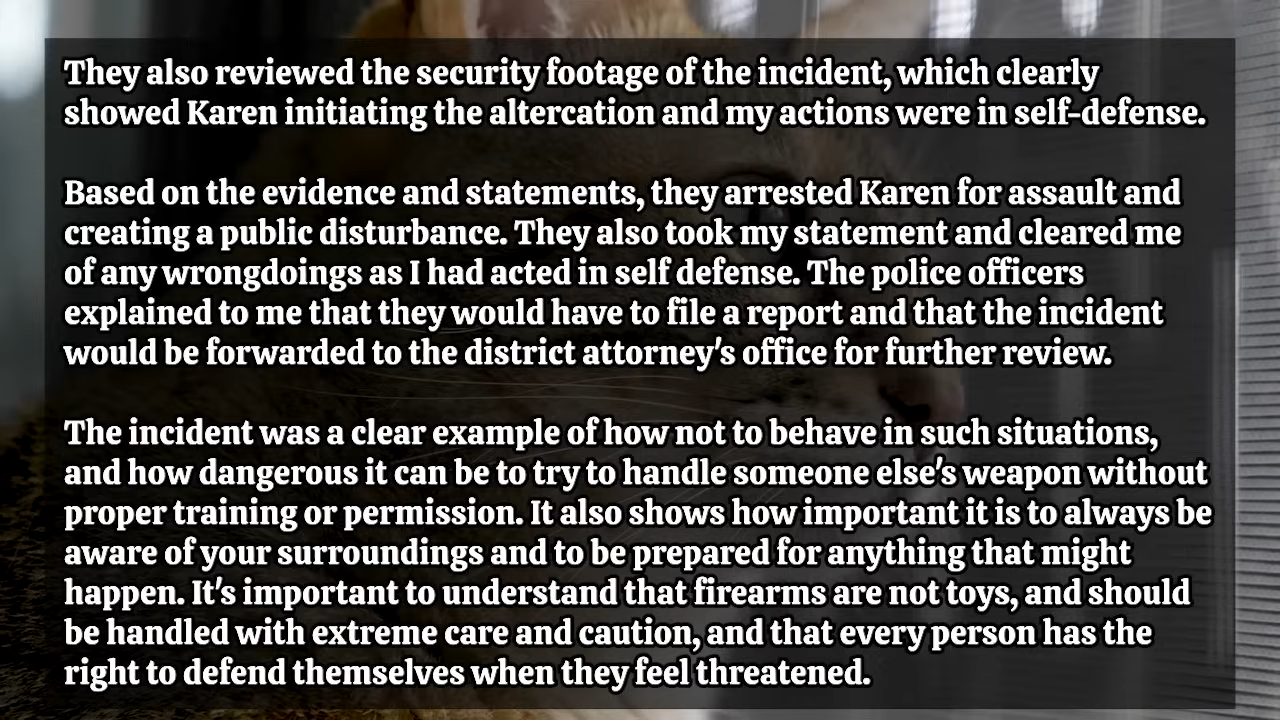 They also reviewed the security footage of the incident, which clearly
showed Karen initiating the altercation and my actions were in self-defense.
Based on the evidence and statements, they arrested Karen for assault and
creating a public disturbance. They also took my statement and cleared me
of any wrongdoings as I had acted in self defense. The police officers
explained to me that they would have to file a report and that the incident
would be forwarded to the district attorney's office for further review.
The incident was a clear example of how not to behave in such situations,
and how dangerous it can be to try to handle someone else's weapon without
proper training or permission. It also shows how important it is to always be
aware of your surroundings and to be prepared for anything that might
happen. It's important to understand that firearms are not toys, and should
be handled with extreme care and caution, and that every person has the
right to defend themselves when they feel threatened.